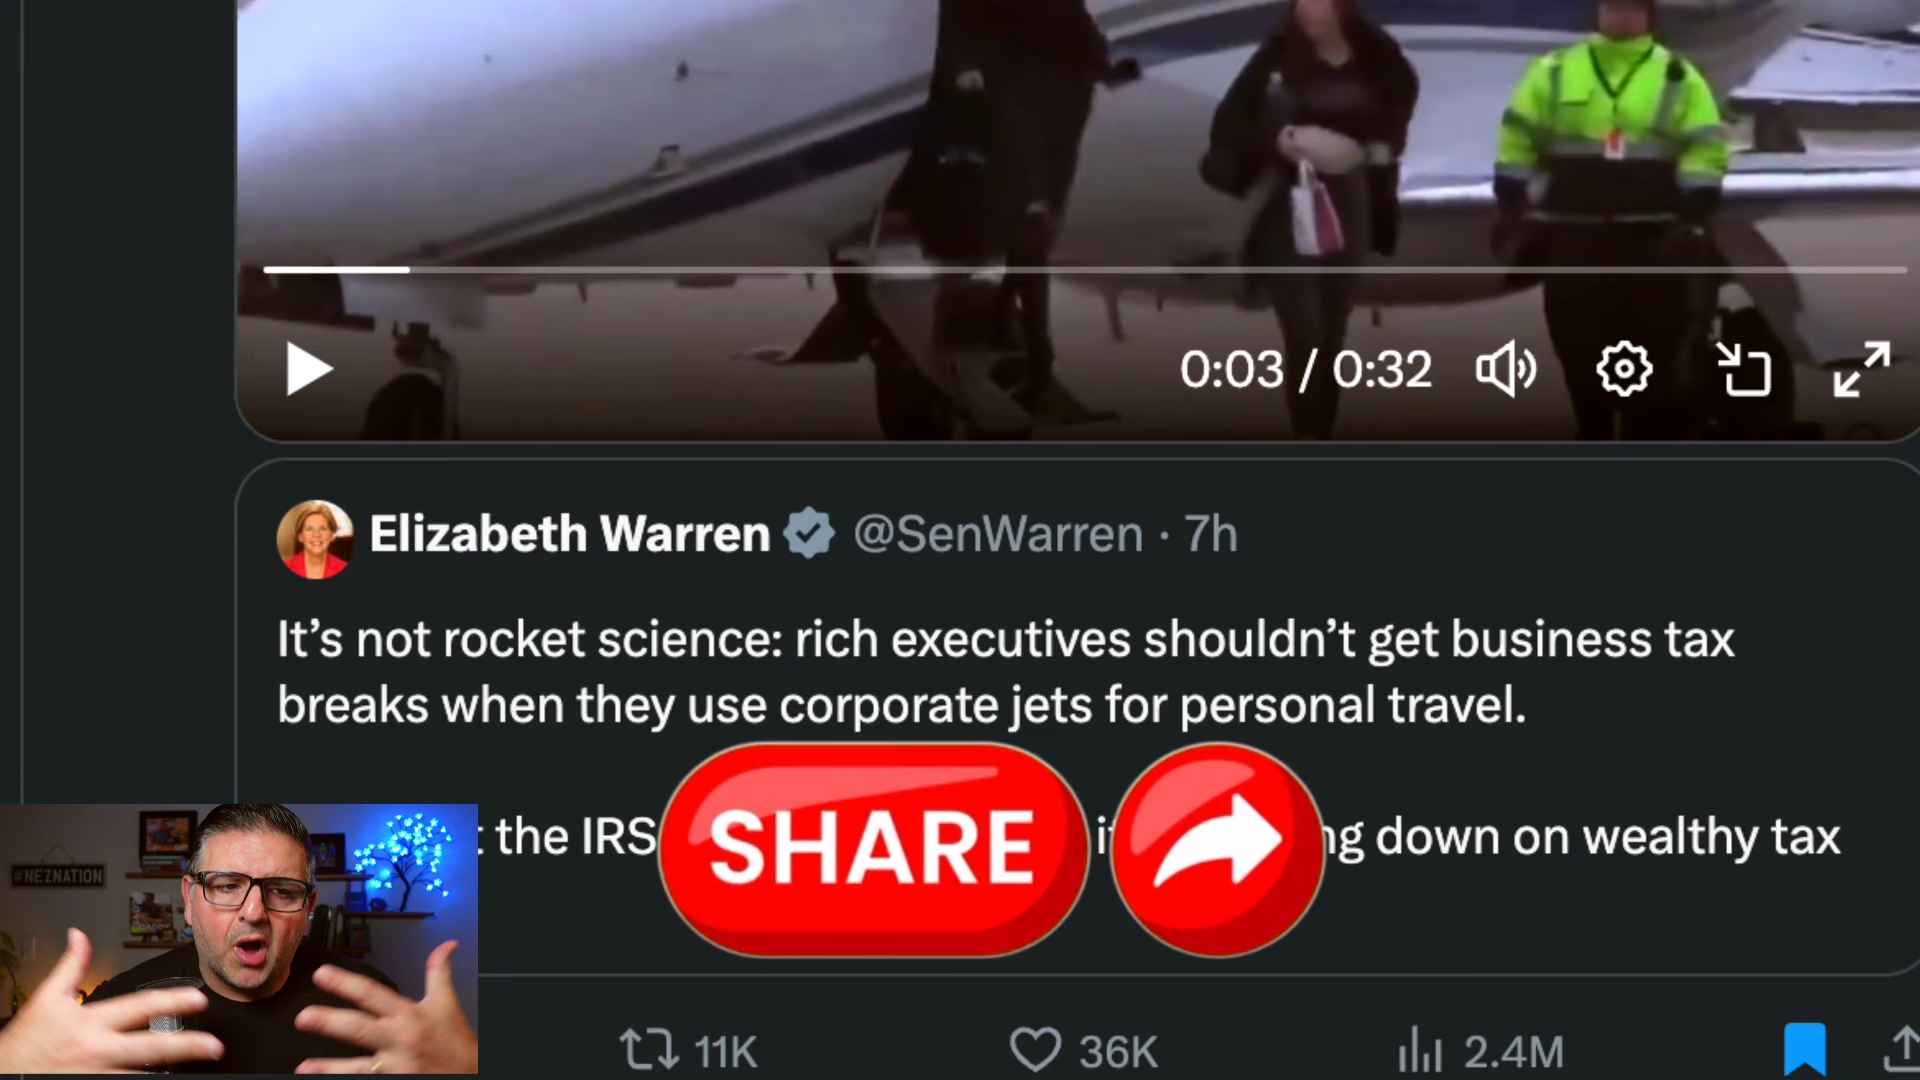 0:03 / 0:32
Elizabeth Warren @SenWarren · 7h
It's not rocket science: rich executives shouldn't get business tax
breaks when they use corporate jets for personal travel.
the IRS
SHARE
down on wealthy tax
#NEZNATION
11K 36K 2.4M